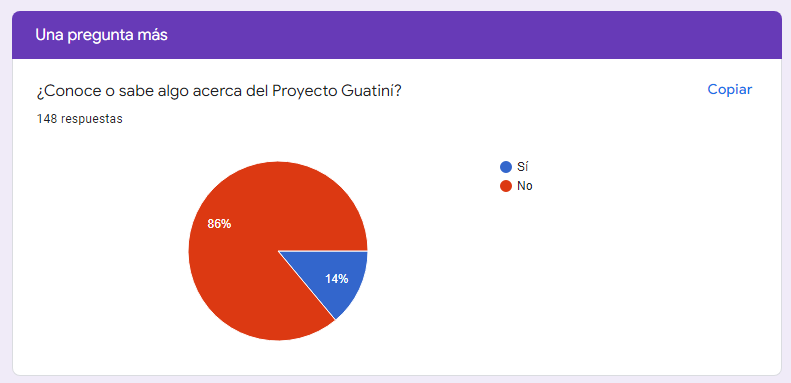 Una pregunta más
¿Conoce o sabe algo acerca del Proyecto Guatiní?
Copiar
148 respuestas
Sí
No
86%
14%